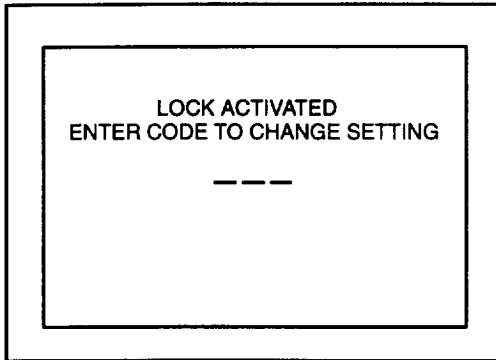 LOCK ACTIVATED
ENTER CODE TO CHANGE SETTING
_ _ _